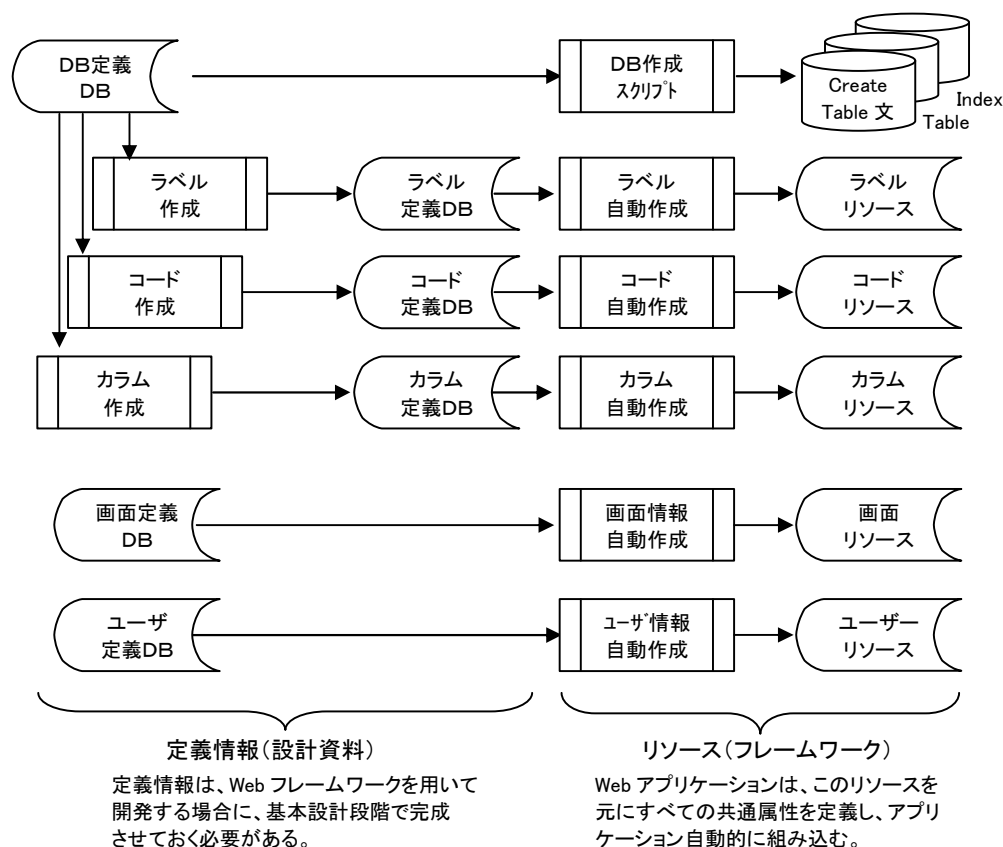 DB定義
DB
DB作成
ｽｸﾘﾌﾟﾄ
Create
Table 文
Table
Index
ラベル
作成
ラベル
定義DB
ラベル
自動作成
ラベル
リソース
コード
作成
コード
定義DB
コード
自動作成
コード
リソース
カラム
作成
カラム
定義DB
カラム
自動作成
カラム
リソース
画面定義
DB
画面情報
自動作成
画面
リソース
ユーザ
定義DB
ﾕｰｻﾞ情報
自動作成
ユーザー
リソース
定義情報(設計資料)
定義情報は、Web フレームワークを用いて
開発する場合に、基本設計段階で完成
させておく必要がある。
リソース(フレームワーク)
Web アプリケーションは、このリソースを
元にすべての共通属性を定義し、アプリ
ケーション自動的に組み込む。